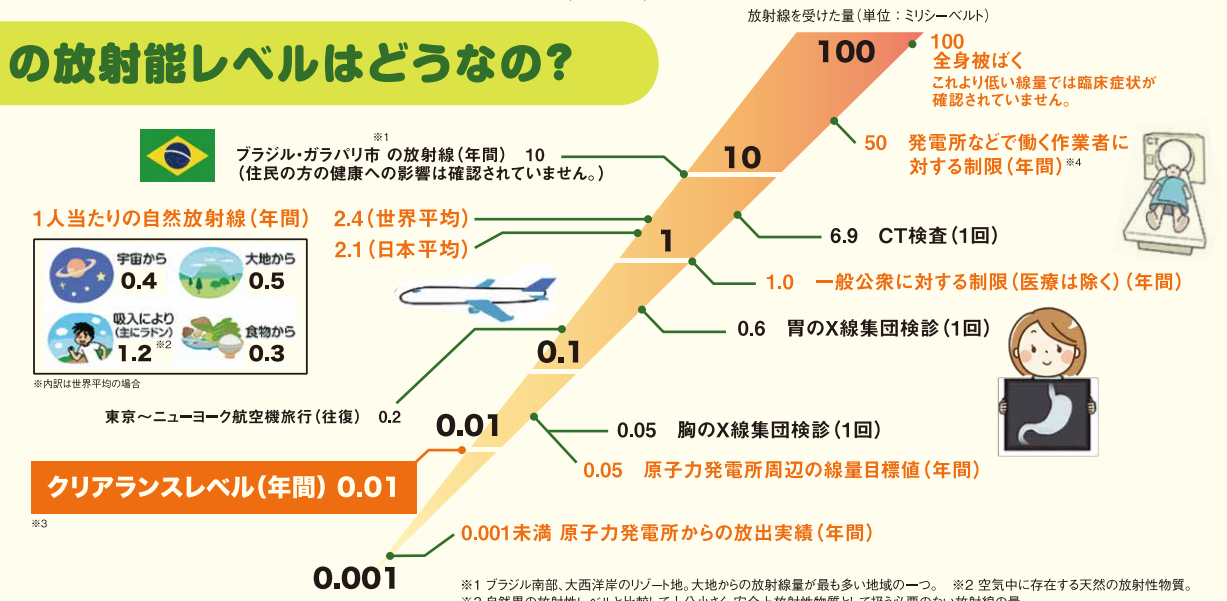 放射線を受けた量(単位：ミリシーベルト)
の放射能レベルはどうなの?
100
100
全身被ばく
これより低い線量では臨床症状が
確認されていません。
50 発電所などで働く作業者に
対する制限(年間)※4
※1
ブラジル・ガラパリ市 の放射線(年間) 10
(住民の方の健康への影響は確認されていません。)
10
1人当たりの自然放射線(年間) 2.4(世界平均)
2.1(日本平均)
宇宙から
0.4
大地から
0.5
吸入により
(主にラドン)
1.2 ※2
食物から
0.3
※内訳は世界平均の場合
1
6.9 CT検査(1回)
CT
1.0 一般公衆に対する制限(医療は除く)(年間)
0.6 胃のX線集団検診(1回)
0.1
東京〜ニューヨーク航空機旅行(往復) 0.2
0.01
0.05 胸のX線集団検診(1回)
0.05 原子力発電所周辺の線量目標値(年間)
クリアランスレベル(年間) 0.01
※3
0.001未満 原子力発電所からの放出実績(年間)
0.001
※1 ブラジル南部、大西洋岸のリゾート地。大地からの放射線量が最も多い地域の一つ。 ※2 空気中に存在する天然の放射性物質。